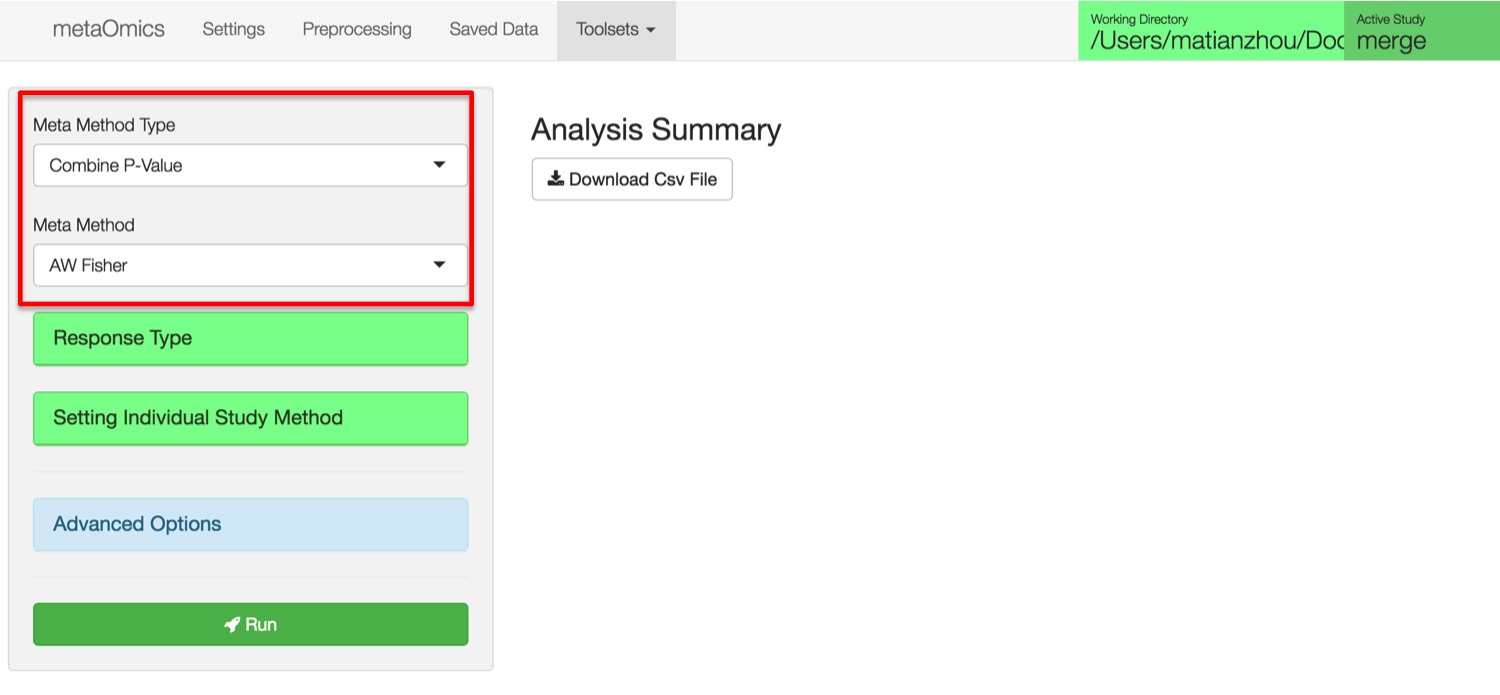 metaOmics Settings Preprocessing Saved Data Toolsets
Working Directory
/Users/matianzhou/Doc
Active Study
merge
Meta Method Type
Combine P-Value
Meta Method
AW Fisher
Response Type
Setting Individual Study Method
Advanced Options
Run
Analysis Summary
Download Csv File